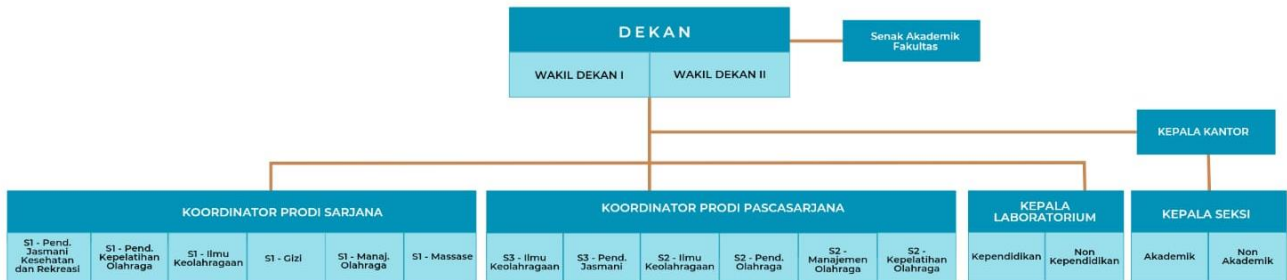 DEKAN
Senak Akademik
Fakultas
WAKIL DEKAN I
WAKIL DEKAN II
KEPALA KANTOR
KOORDINATOR PRODI SARJANA
KOORDINATOR PRODI PASCASARJANA
KEPALA
LABORATORIUM
KEPALA SEKSI
S1 - Pend.
Jasmani
Kesehatan
dan Rekreasi
S1 - Pend.
Kepelatihan
Olahraga
S1 - Ilmu
Keolahragaan
S1 - Gizi
S1 - Manaj.
Olahraga
S1 - Massase
S3 - Ilmu
Keolahragaan
S3 - Pend.
Jasmani
S2 - Ilmu
Keolahragaan
S2 - Pend.
Olahraga
S2 -
Manajemen
Olahraga
S2 -
Kepelatihan
Olahraga
Kependidikan
Non
Kependidikan
Akademik
Non
Akademik